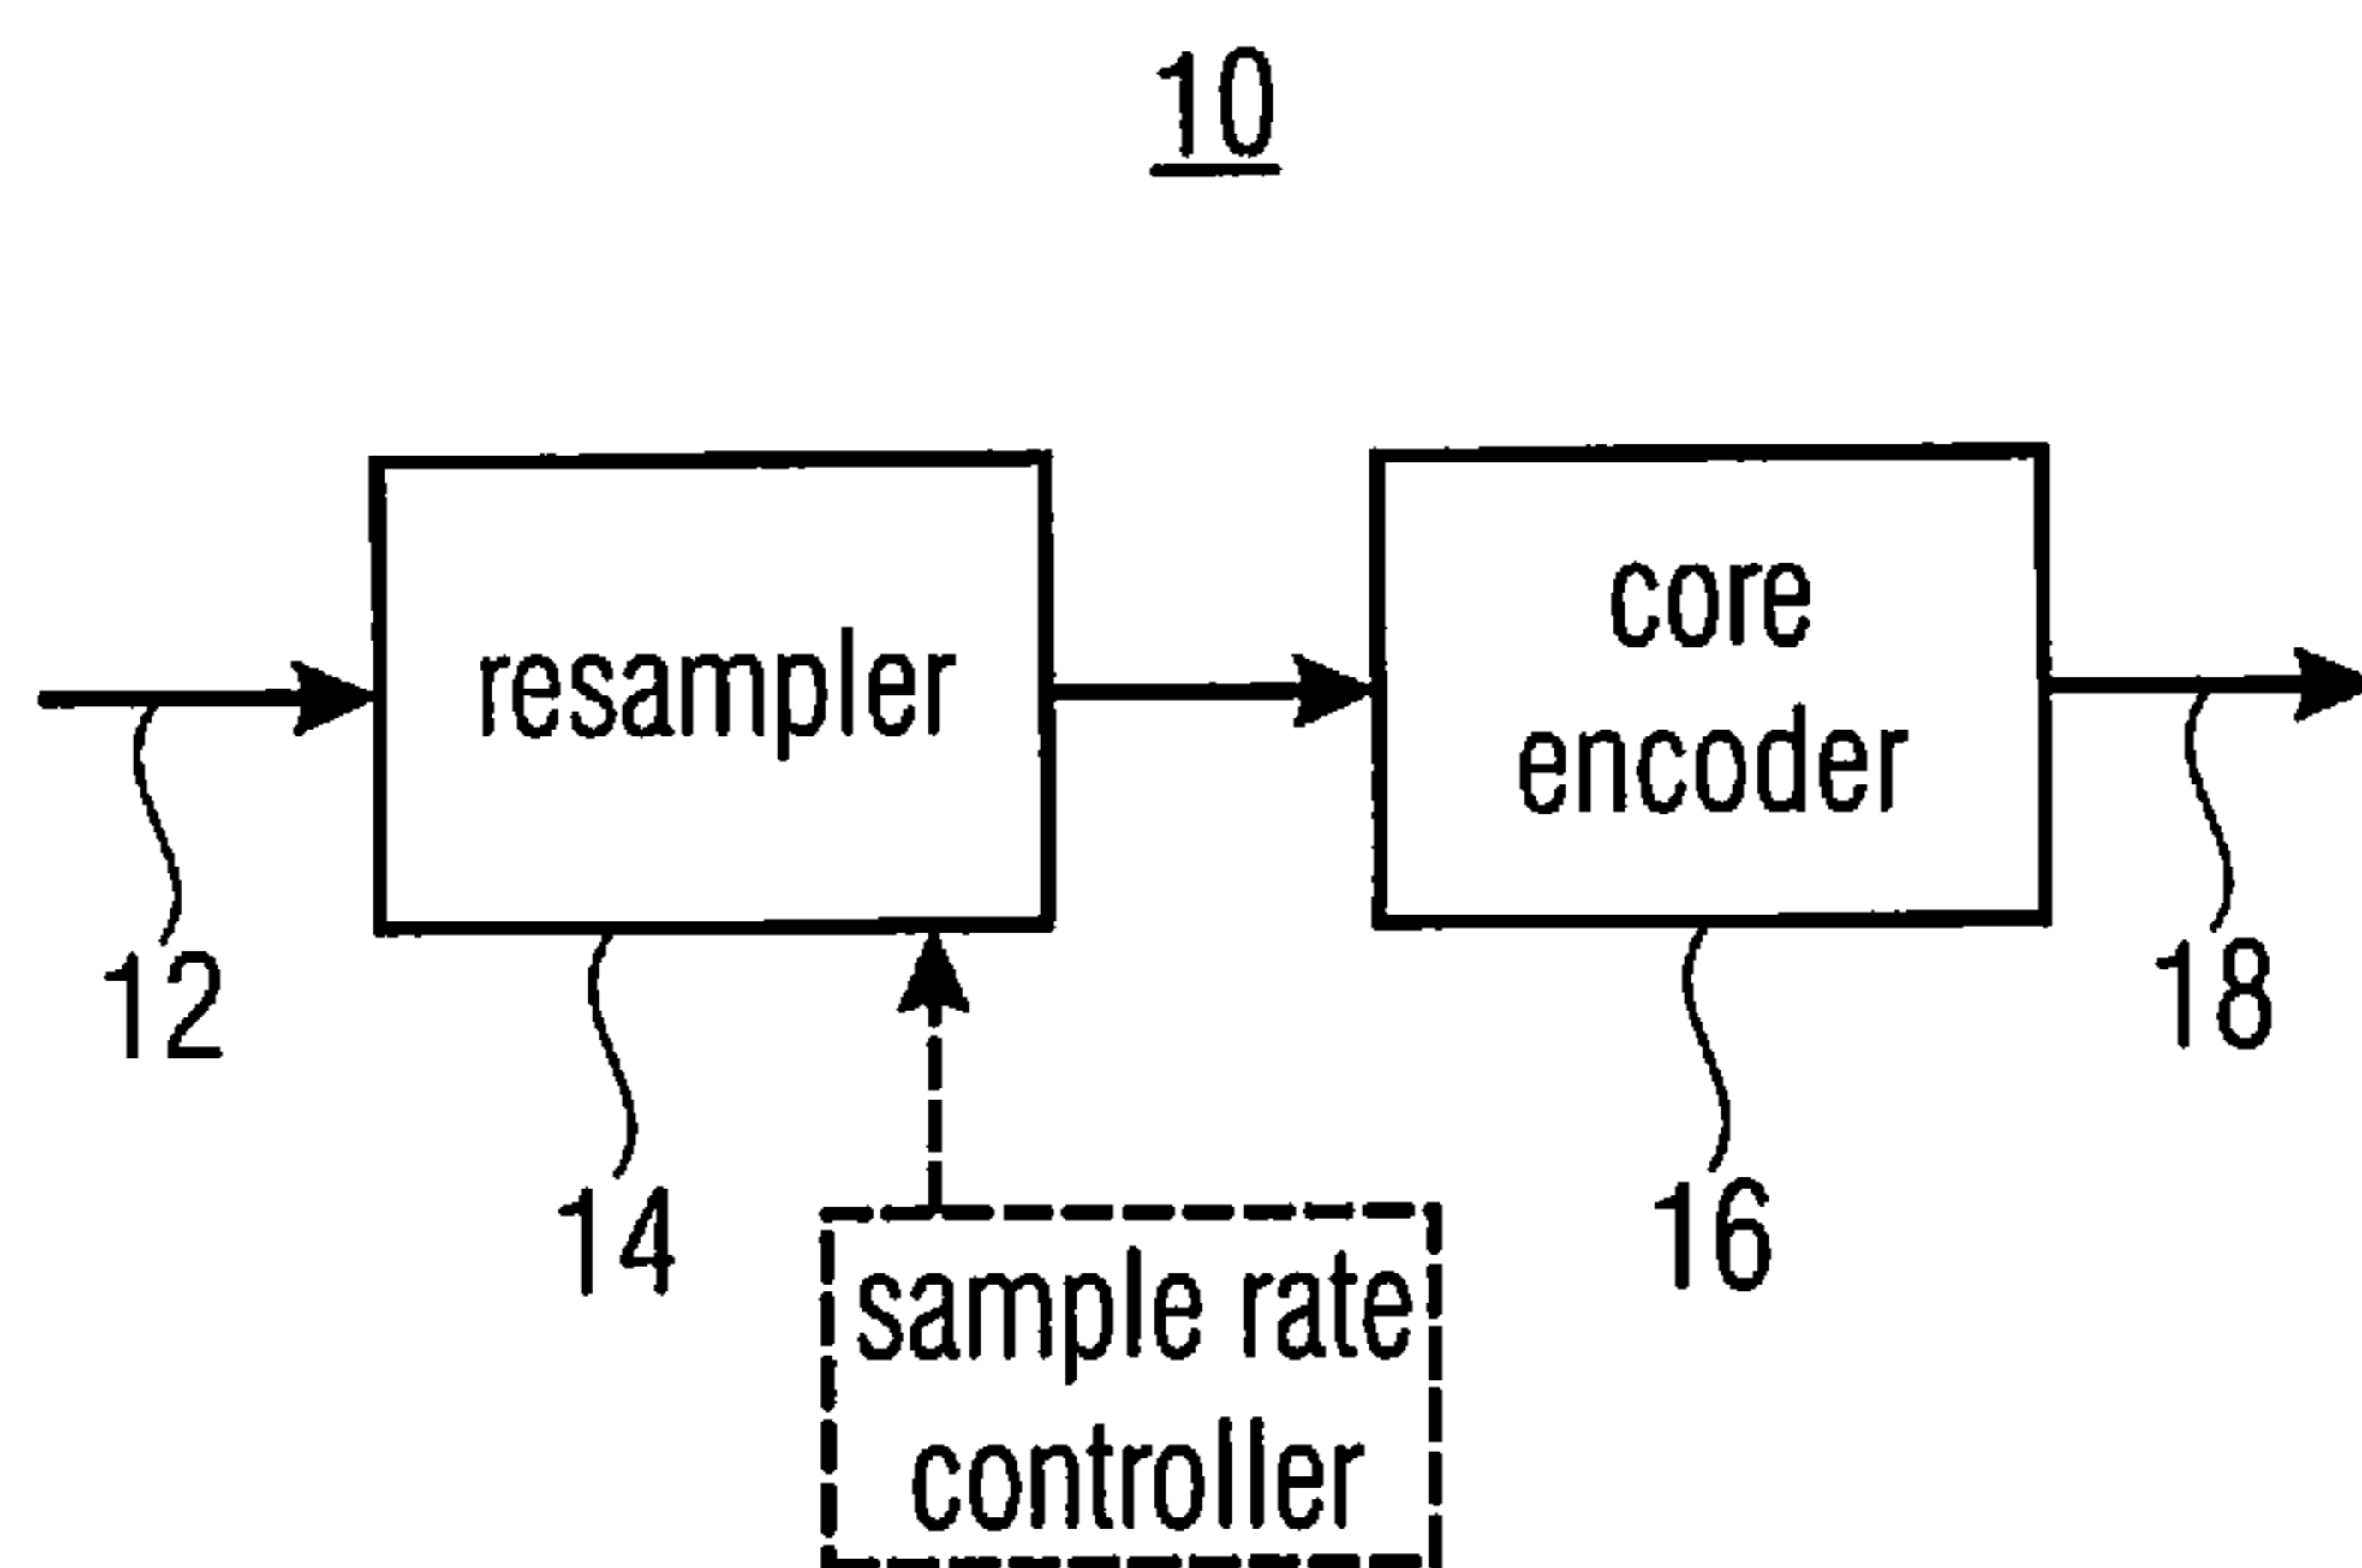 10
resampler
core
encoder
12
18
14
16
sample rate
controller